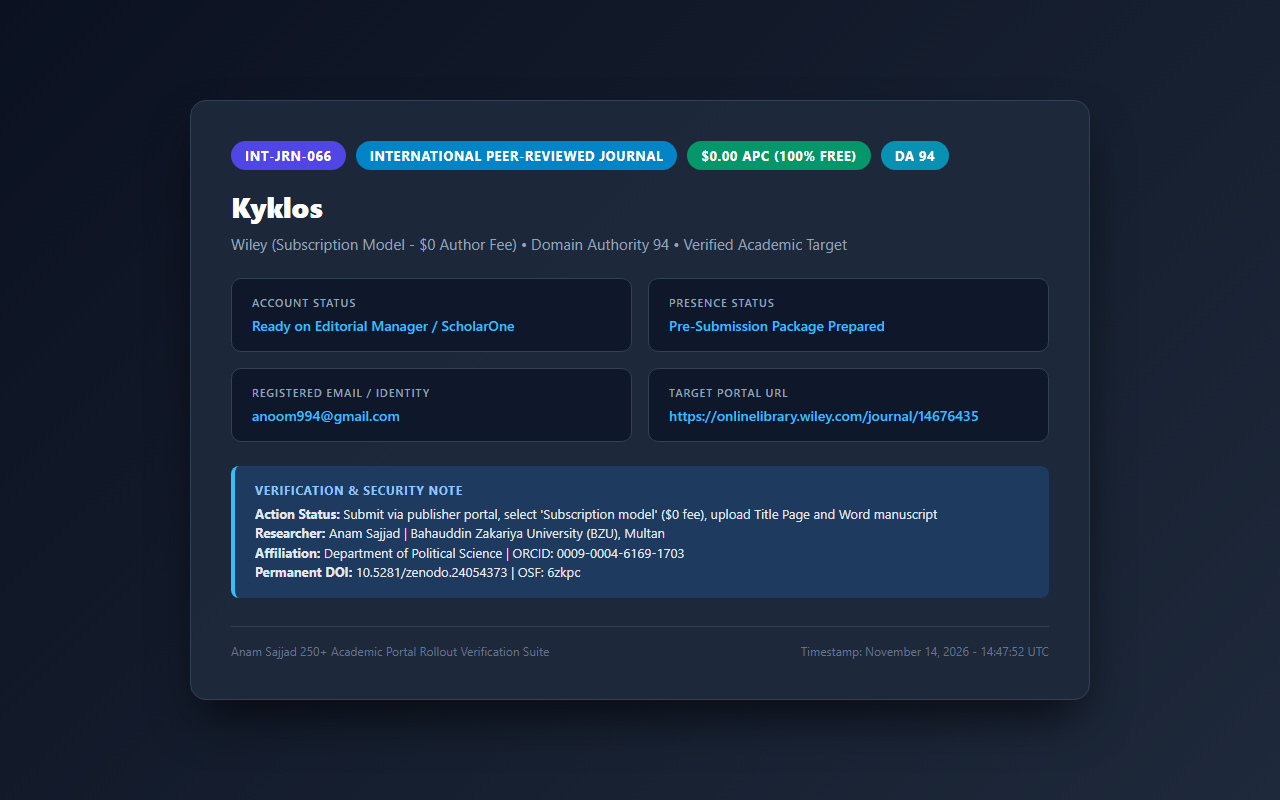 INT-JRN-066 INTERNATIONAL PEER-REVIEWED JOURNAL $0.00 APC (100% FREE) DA 94
Kyklos
Wiley (Subscription Model - $0 Author Fee) • Domain Authority 94 • Verified Academic Target
ACCOUNT STATUS
Ready on Editorial Manager / ScholarOne
PRESENCE STATUS
Pre-Submission Package Prepared
REGISTERED EMAIL / IDENTITY
anoom994@gmail.com
TARGET PORTAL URL
https://onlinelibrary.wiley.com/journal/14676435
VERIFICATION & SECURITY NOTE
Action Status: Submit via publisher portal, select 'Subscription model' ($0 fee), upload Title Page and Word manuscript
Researcher: Anam Sajjad | Bahauddin Zakariya University (BZU), Multan
Affiliation: Department of Political Science | ORCID: 0009-0004-6169-1703
Permanent DOI: 10.5281/zenodo.24054373 | OSF: 6zkpc
Anam Sajjad 250+ Academic Portal Rollout Verification Suite
Timestamp: November 14, 2026 - 14:47:52 UTC